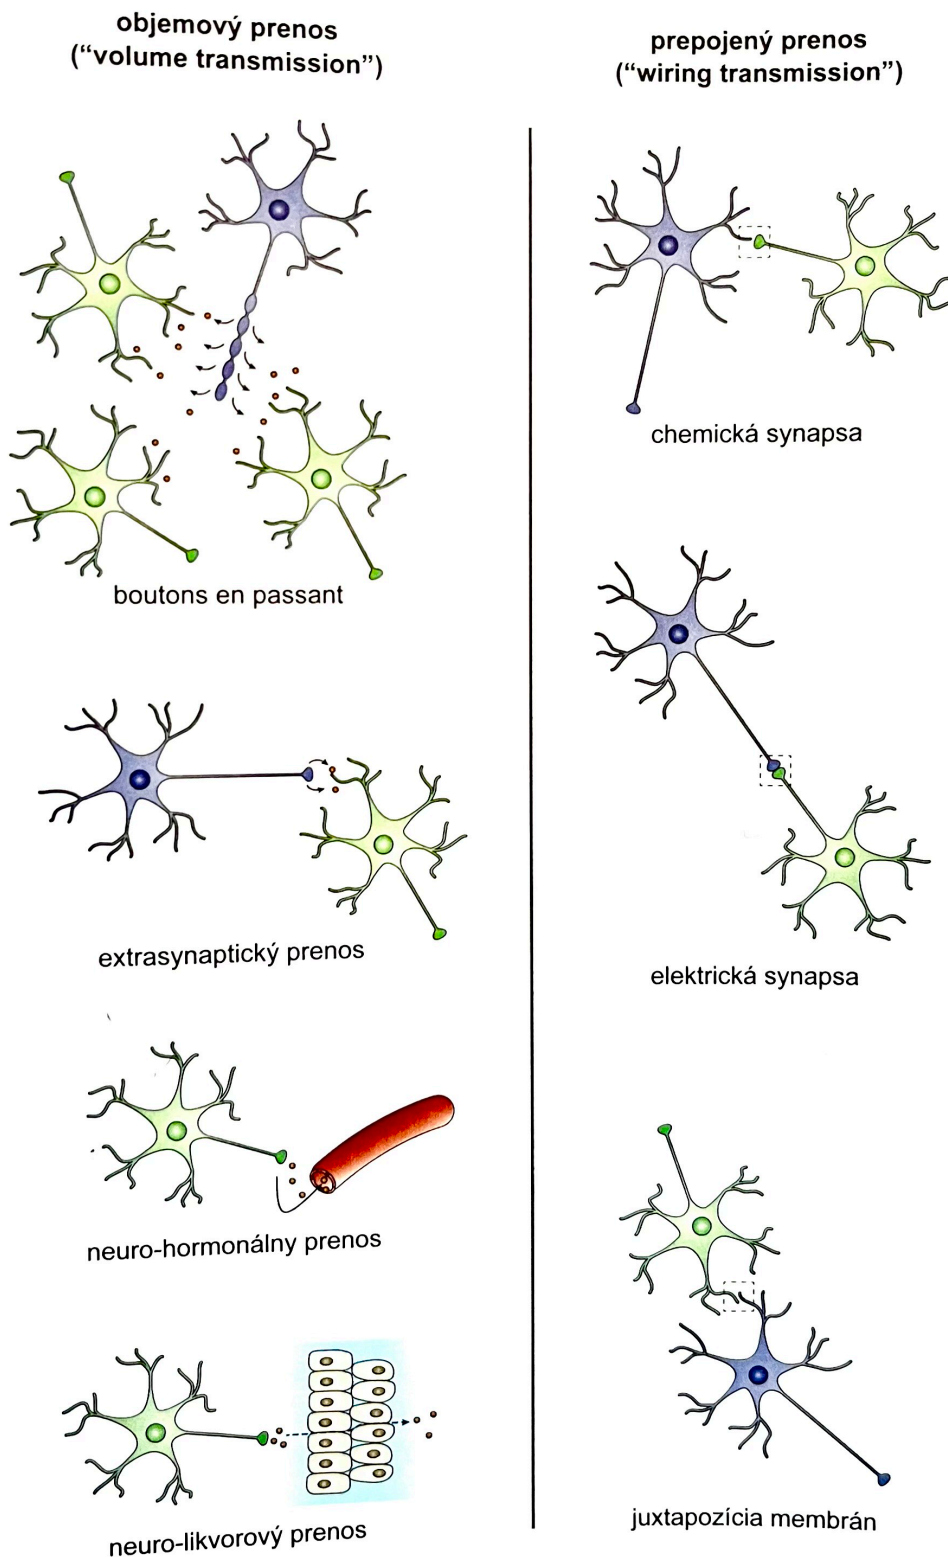 objemový prenos
(“volume transmission”)
boutons en passant
extrasynaptický prenos
neuro-hormonálny prenos
neuro-likvorový prenos
prepojený prenos
(“wiring transmission”)
chemická synapsa
elektrická synapsa
juxtapozícia membrán